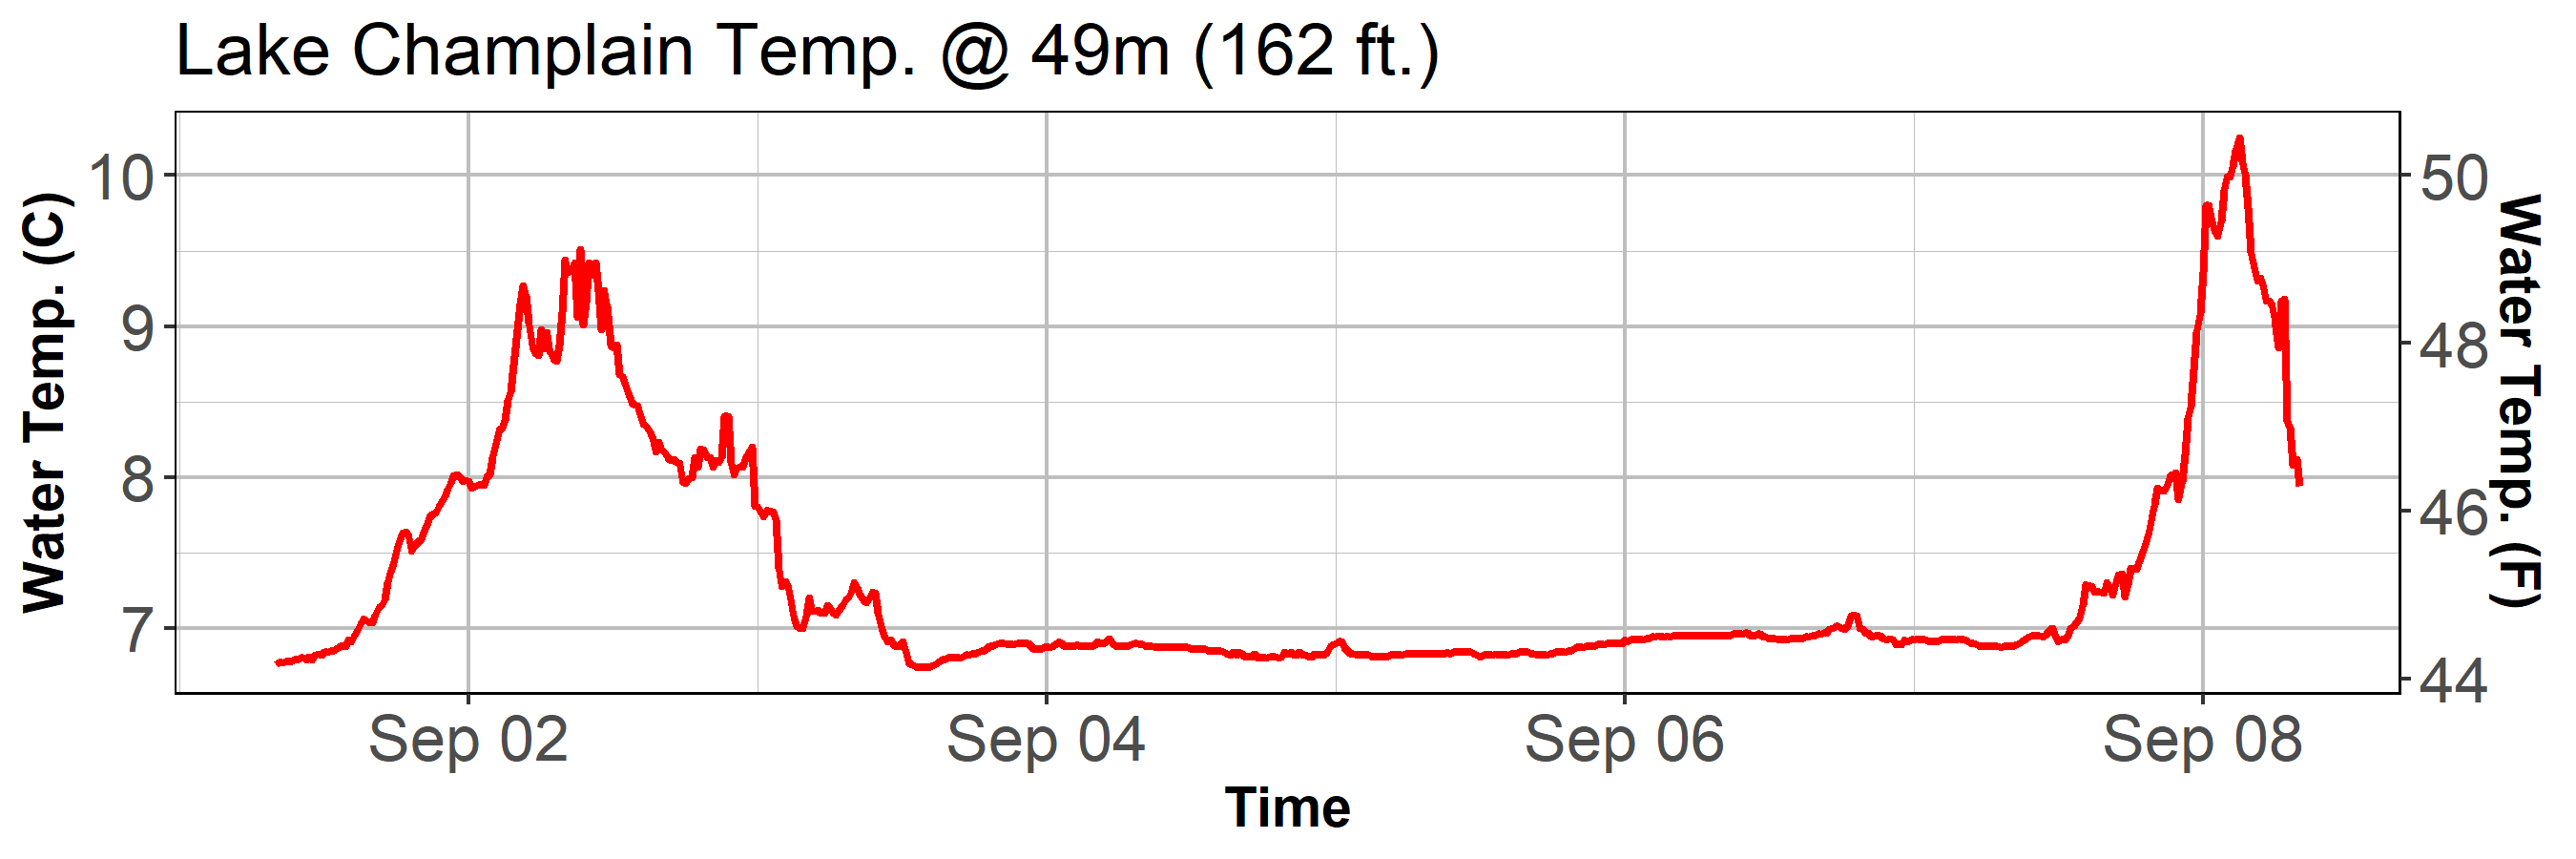 Lake Champlain Temp. @ 49m (162 ft.)
Water Temp. (C)
10
9
8
7
50
48
46
44
Water Temp. (F)
Sep 02
Sep 04
Sep 06
Sep 08
Time